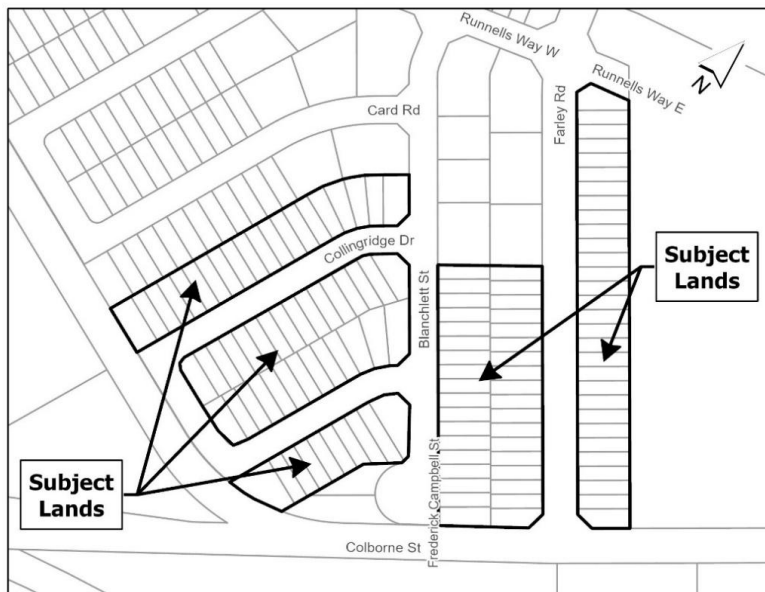 Runnells Way W
Runnells Way E
N
Card Rd
Farley Rd
Collingridge Dr
Blanchlett St
Subject
Lands
Subject
Lands
Frederick Campbell St
Colborne St